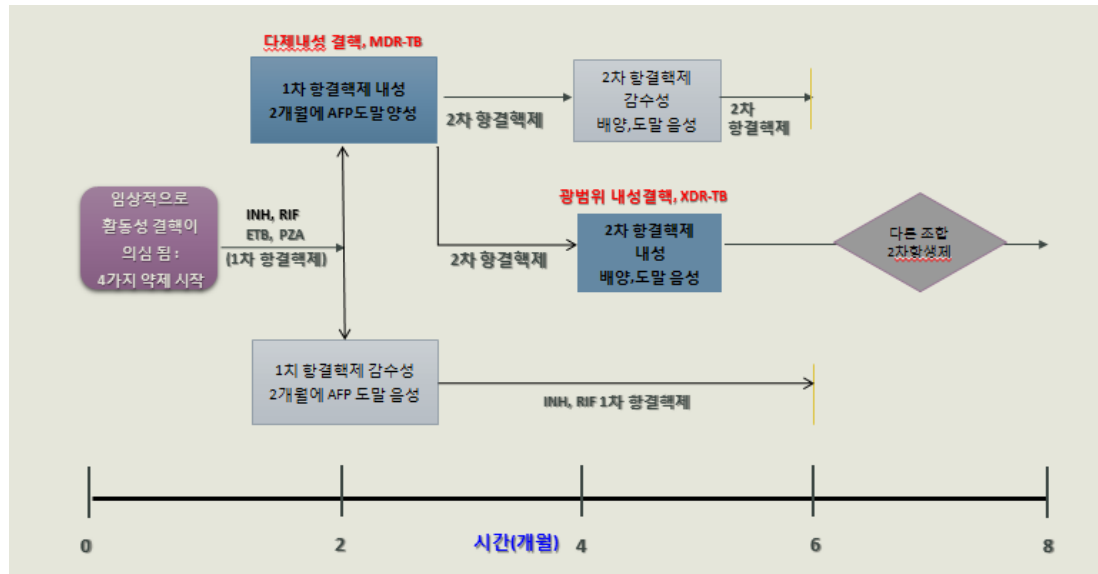 다제내성 결핵, MDR-TB
1차 항결핵제 내성
2개월에 AFP도말 양성
2차 항결핵제
2차 항결핵제
감수성
배양,도말 음성
2차
항결핵제
임상적으로
활동성 결핵이
의심 됨 :
4가지 약제 시작
INH, RIF
ETB, PZA
(1차 항결핵제)
2차 항결핵제
광범위 내성결핵, XDR-TB
2차 항결핵제
내성
배양,도말 음성
다른 조합
2차항생제
1치 항결핵제 감수성
2개월에 AFP 도말 음성
INH, RIF 1차 항결핵제
0
2
시간(개월)
4
6
8